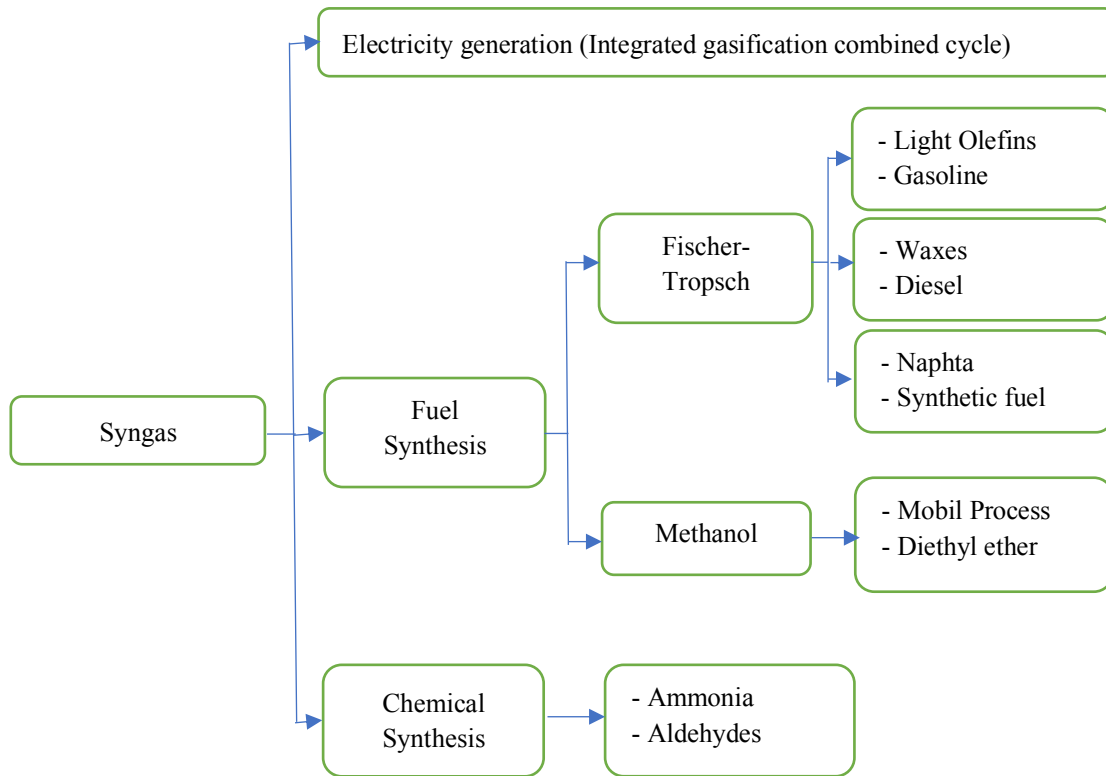 Electricity generation (Integrated gasification combined cycle)
- Light Olefins
- Gasoline
Fischer-
Tropsch
- Waxes
- Diesel
- Naphta
- Synthetic fuel
Syngas
Fuel
Synthesis
Methanol
- Mobil Process
- Diethyl ether
Chemical
Synthesis
- Ammonia
- Aldehydes